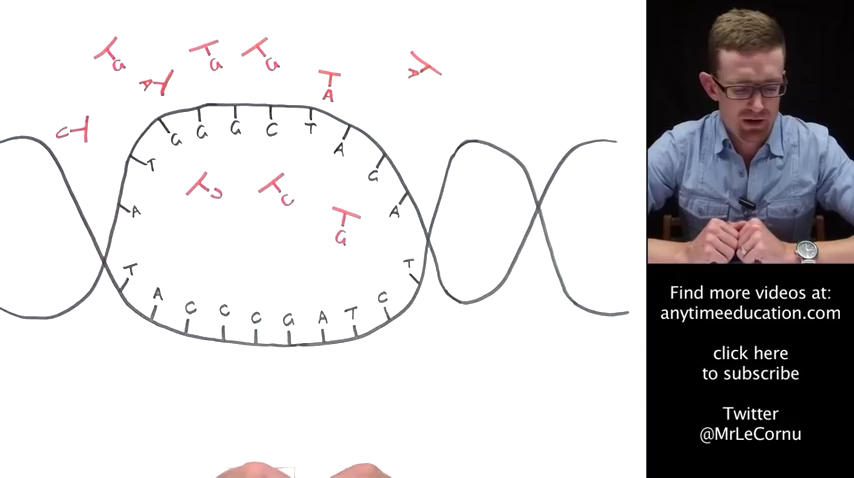 G
G
G
A
A
A
C
G G G C T
T
A
G
A
A
U
C
G
T
A
C
C
C
G
A
T
C
T
Find more videos at:
anytimeeducation.com
click here
to subscribe
Twitter
@MrLeCornu